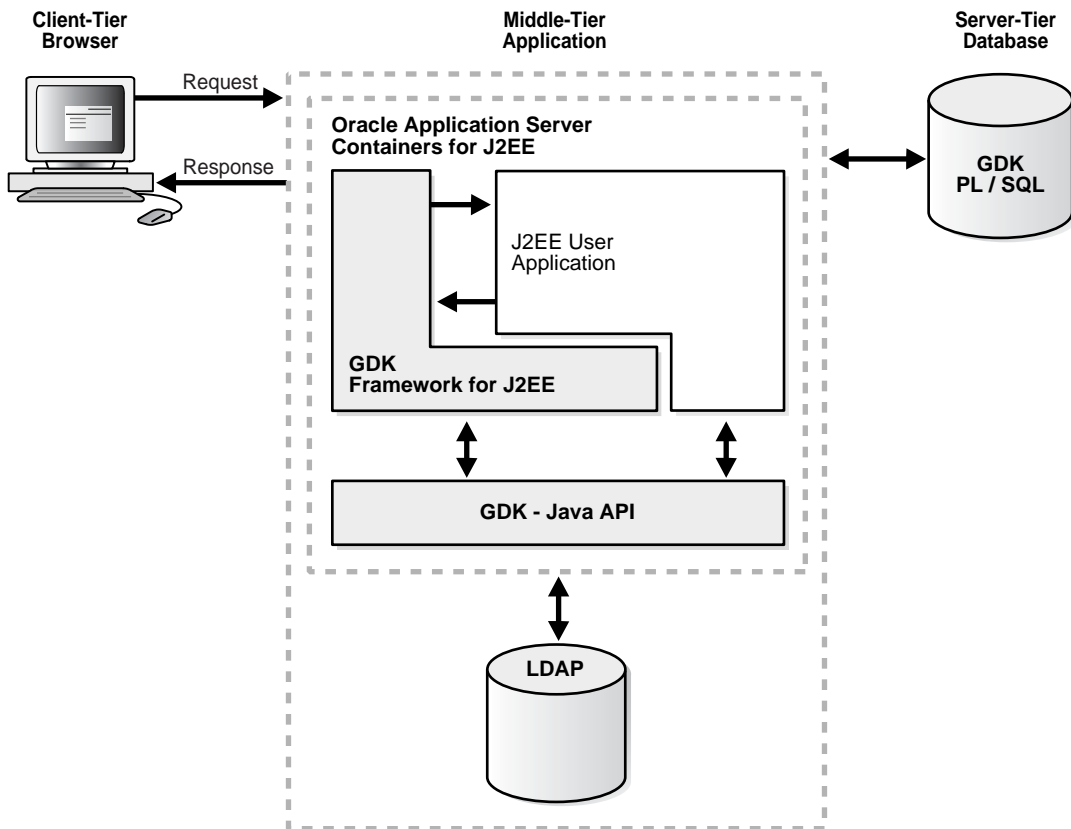 Client-Tier
Browser
Middle-Tier
Application
Server-Tier
Database
Request
Response
Oracle Application Server
Containers for J2EE
J2EE User
Application
GDK
Framework for J2EE
GDK - Java API
LDAP
GDK
PL / SQL